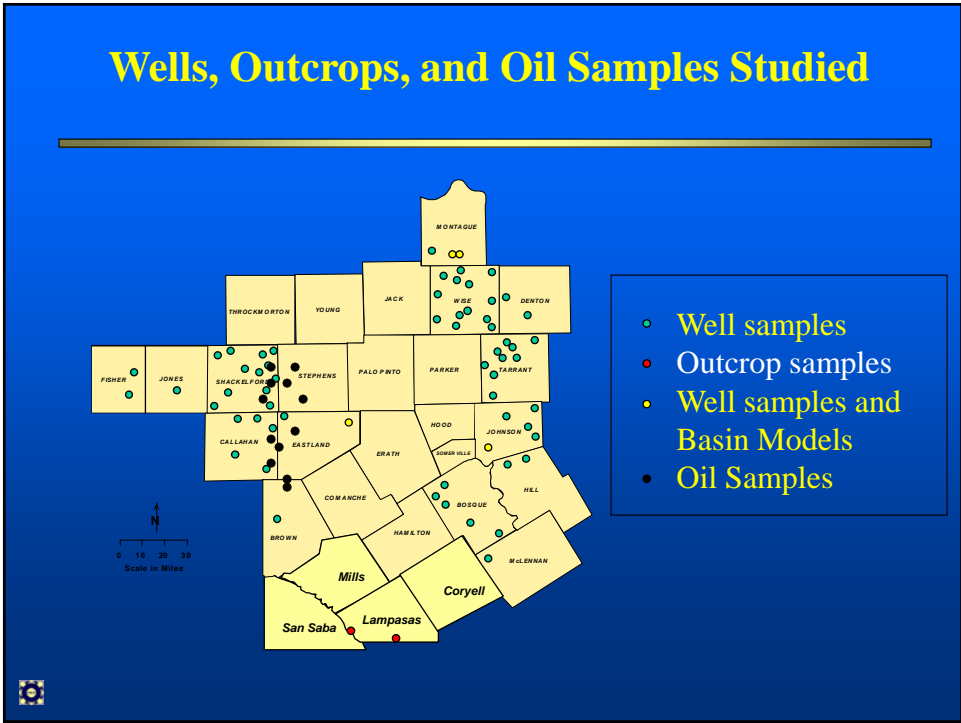 Wells, Outcrops, and Oil Samples Studied
MONTAGUE
JACK
WISE
DENTON
THROCKMORTON
YOUNG
FISHER
JONES
SHACKELFORD
STEPHENS
PALO PINTO
PARKER
TARRANT
CALLAHAN
EASTLAND
ERATH
HOOD
SOMERVILLE
JOHNSON
HILL
COMANCHE
BOSQUE
BROWN
HAMILTON
McLENNAN
Mills
Coryell
San Saba
Lampasas
N
0 10 20 30
Scale in Miles
Well samples
Outcrop samples
Well samples and
Basin Models
Oil Samples